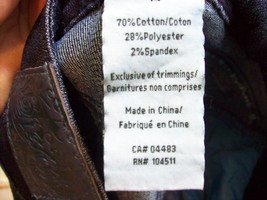 70%Cotton/Coton
28%Polyester
2%Spandex
Exclusive of trimmings/
Garnitures non comprises
Made in China/
Fabriqué en Chine
CA# 04483
RN# 104511